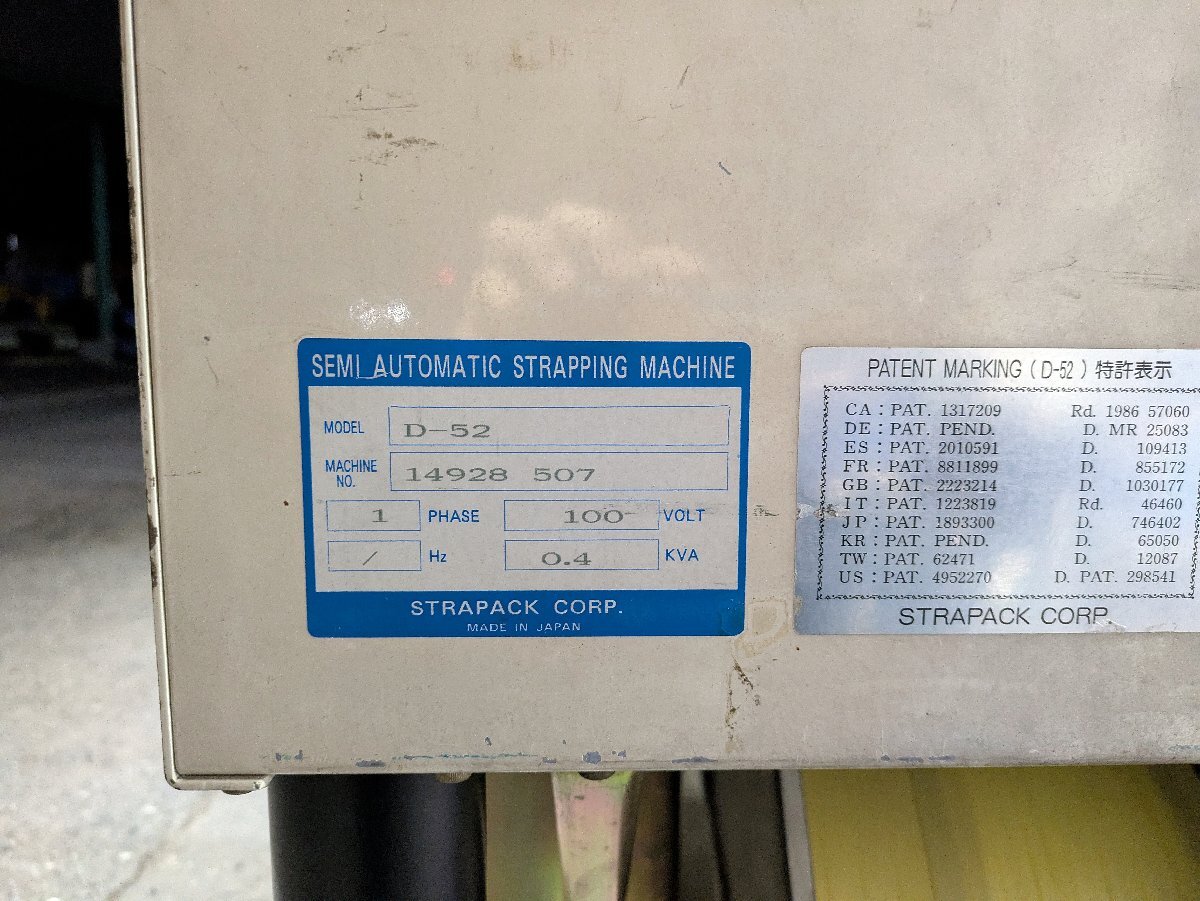 SEMI AUTOMATIC STRAPPING MACHINE
MODEL D-52
MACHINE NO. 14928 507
1 PHASE 100 VOLT
/ Hz 0.4 KVA
STRAPACK CORP.
MADE IN JAPAN
PATENT MARKING (D-52) 特許表示
CA : PAT. 1317209 Rd. 1986 57060
DE : PAT. PEND. D. MR 25083
ES : PAT. 2010591 D. 109413
FR : PAT. 8811899 D. 855172
GB : PAT. 2223214 D. 1030177
IT : PAT. 1223819 Rd. 46460
JP : PAT. 1893300 D. 746402
KR : PAT. PEND. D. 65050
TW : PAT. 62471 D. 12087
US : PAT. 4952270 D. PAT. 298541
STRAPACK CORP.